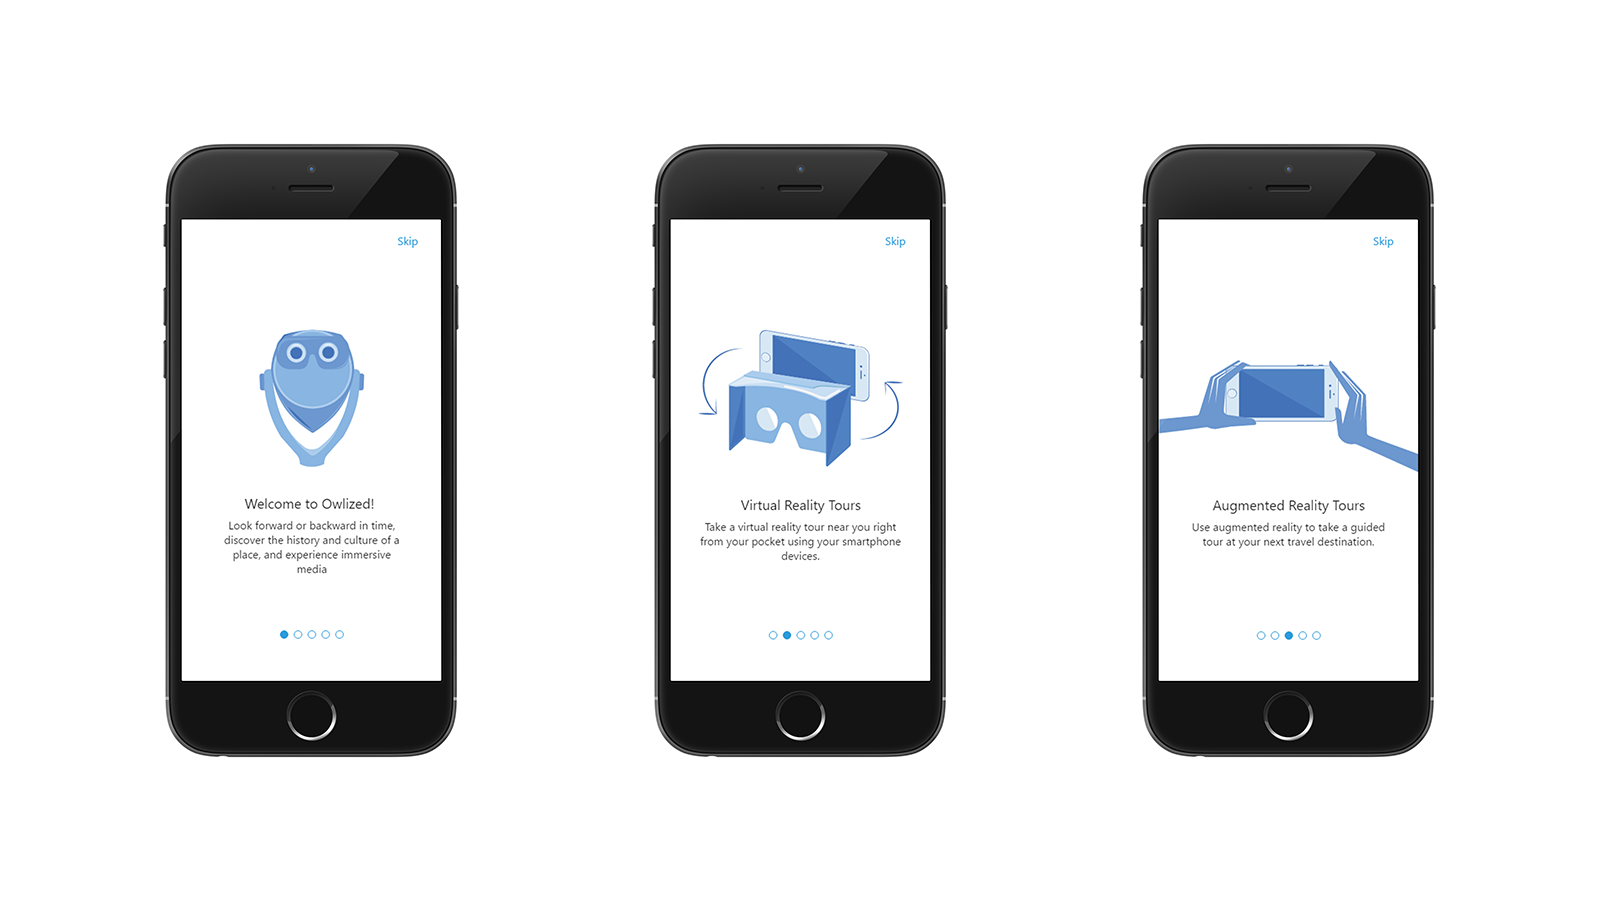 Skip
Welcome to Owlized!
Look forward or backward in time,
discover the history and culture of a
place, and experience immersive
media
Skip
Virtual Reality Tours
Take a virtual reality tour near you right
from your pocket using your smartphone
devices.
Skip
Augmented Reality Tours
Use augmented reality to take a guided
tour at your next travel destination.